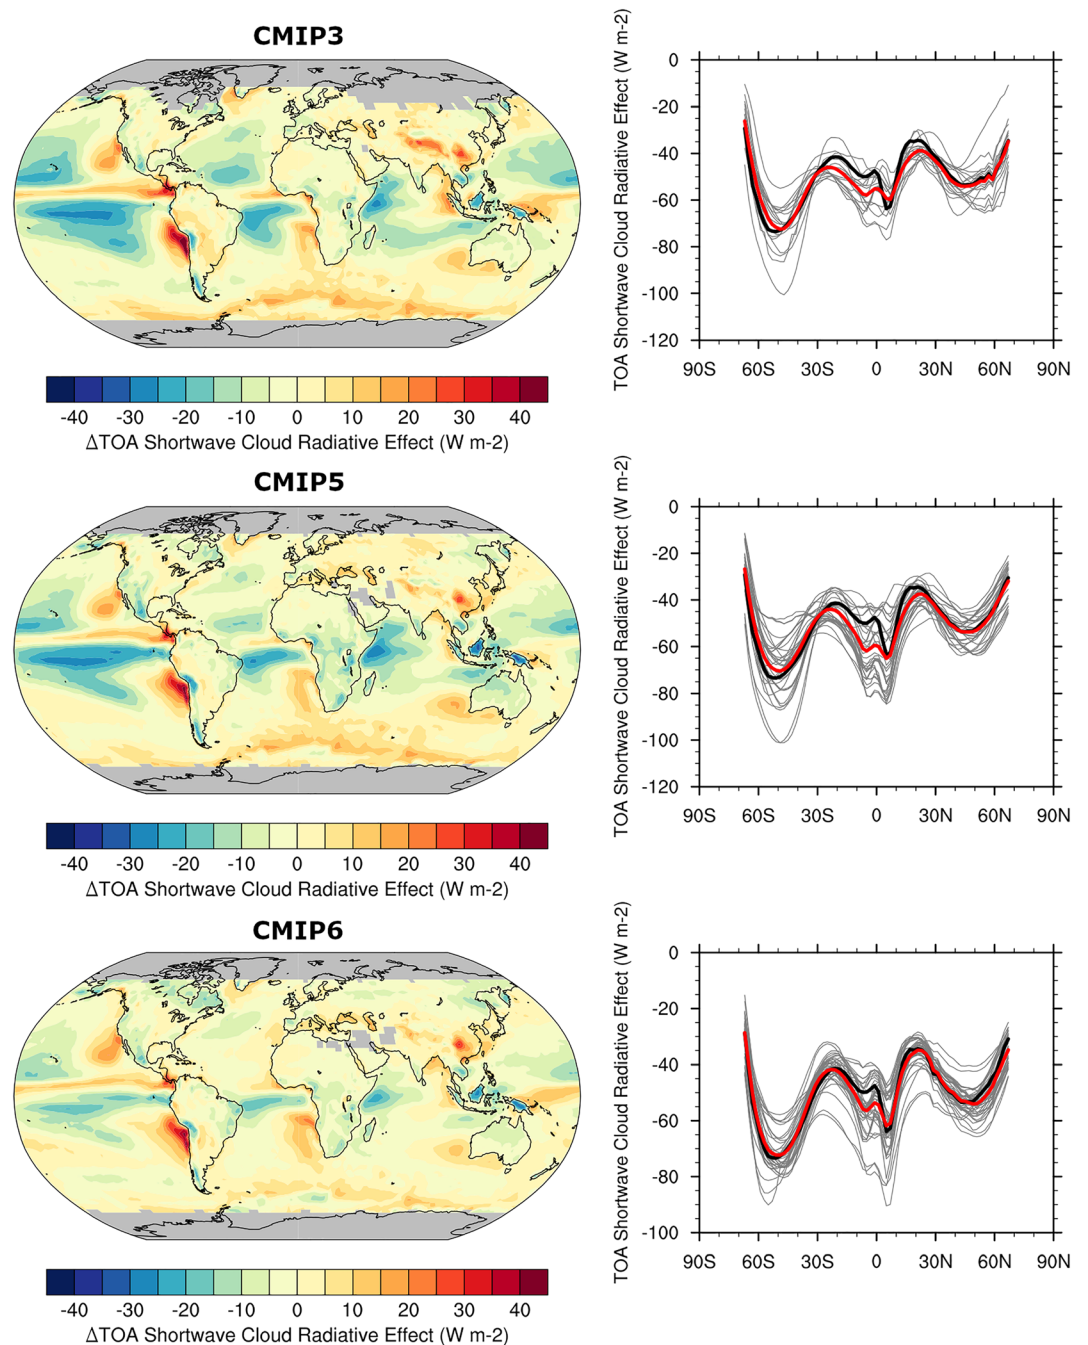 CMIP3
TOA Shortwave Cloud Radiative Effect (W m-2)
0
-20
-40
-60
-80
-100
-120
90S 60S 30S 0 30N 60N 90N
-40 -30 -20 -10 0 10 20 30 40
ΔTOA Shortwave Cloud Radiative Effect (W m-2)
CMIP5
TOA Shortwave Cloud Radiative Effect (W m-2)
0
-20
-40
-60
-80
-100
-120
90S 60S 30S 0 30N 60N 90N
-40 -30 -20 -10 0 10 20 30 40
ΔTOA Shortwave Cloud Radiative Effect (W m-2)
CMIP6
TOA Shortwave Cloud Radiative Effect (W m-2)
0
-20
-40
-60
-80
-100
90S 60S 30S 0 30N 60N 90N
-40 -30 -20 -10 0 10 20 30 40
ΔTOA Shortwave Cloud Radiative Effect (W m-2)